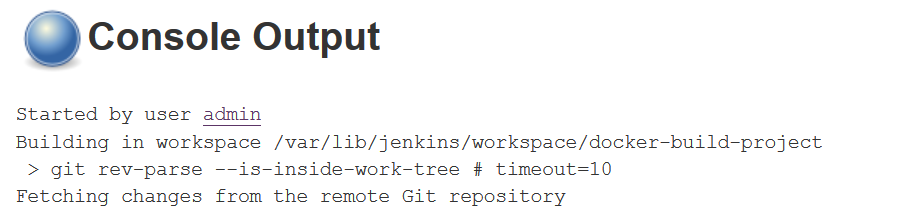 Console Output
Started by user admin
Building in workspace /var/lib/jenkins/workspace/docker-build-project
 > git rev-parse --is-inside-work-tree # timeout=10
Fetching changes from the remote Git repository